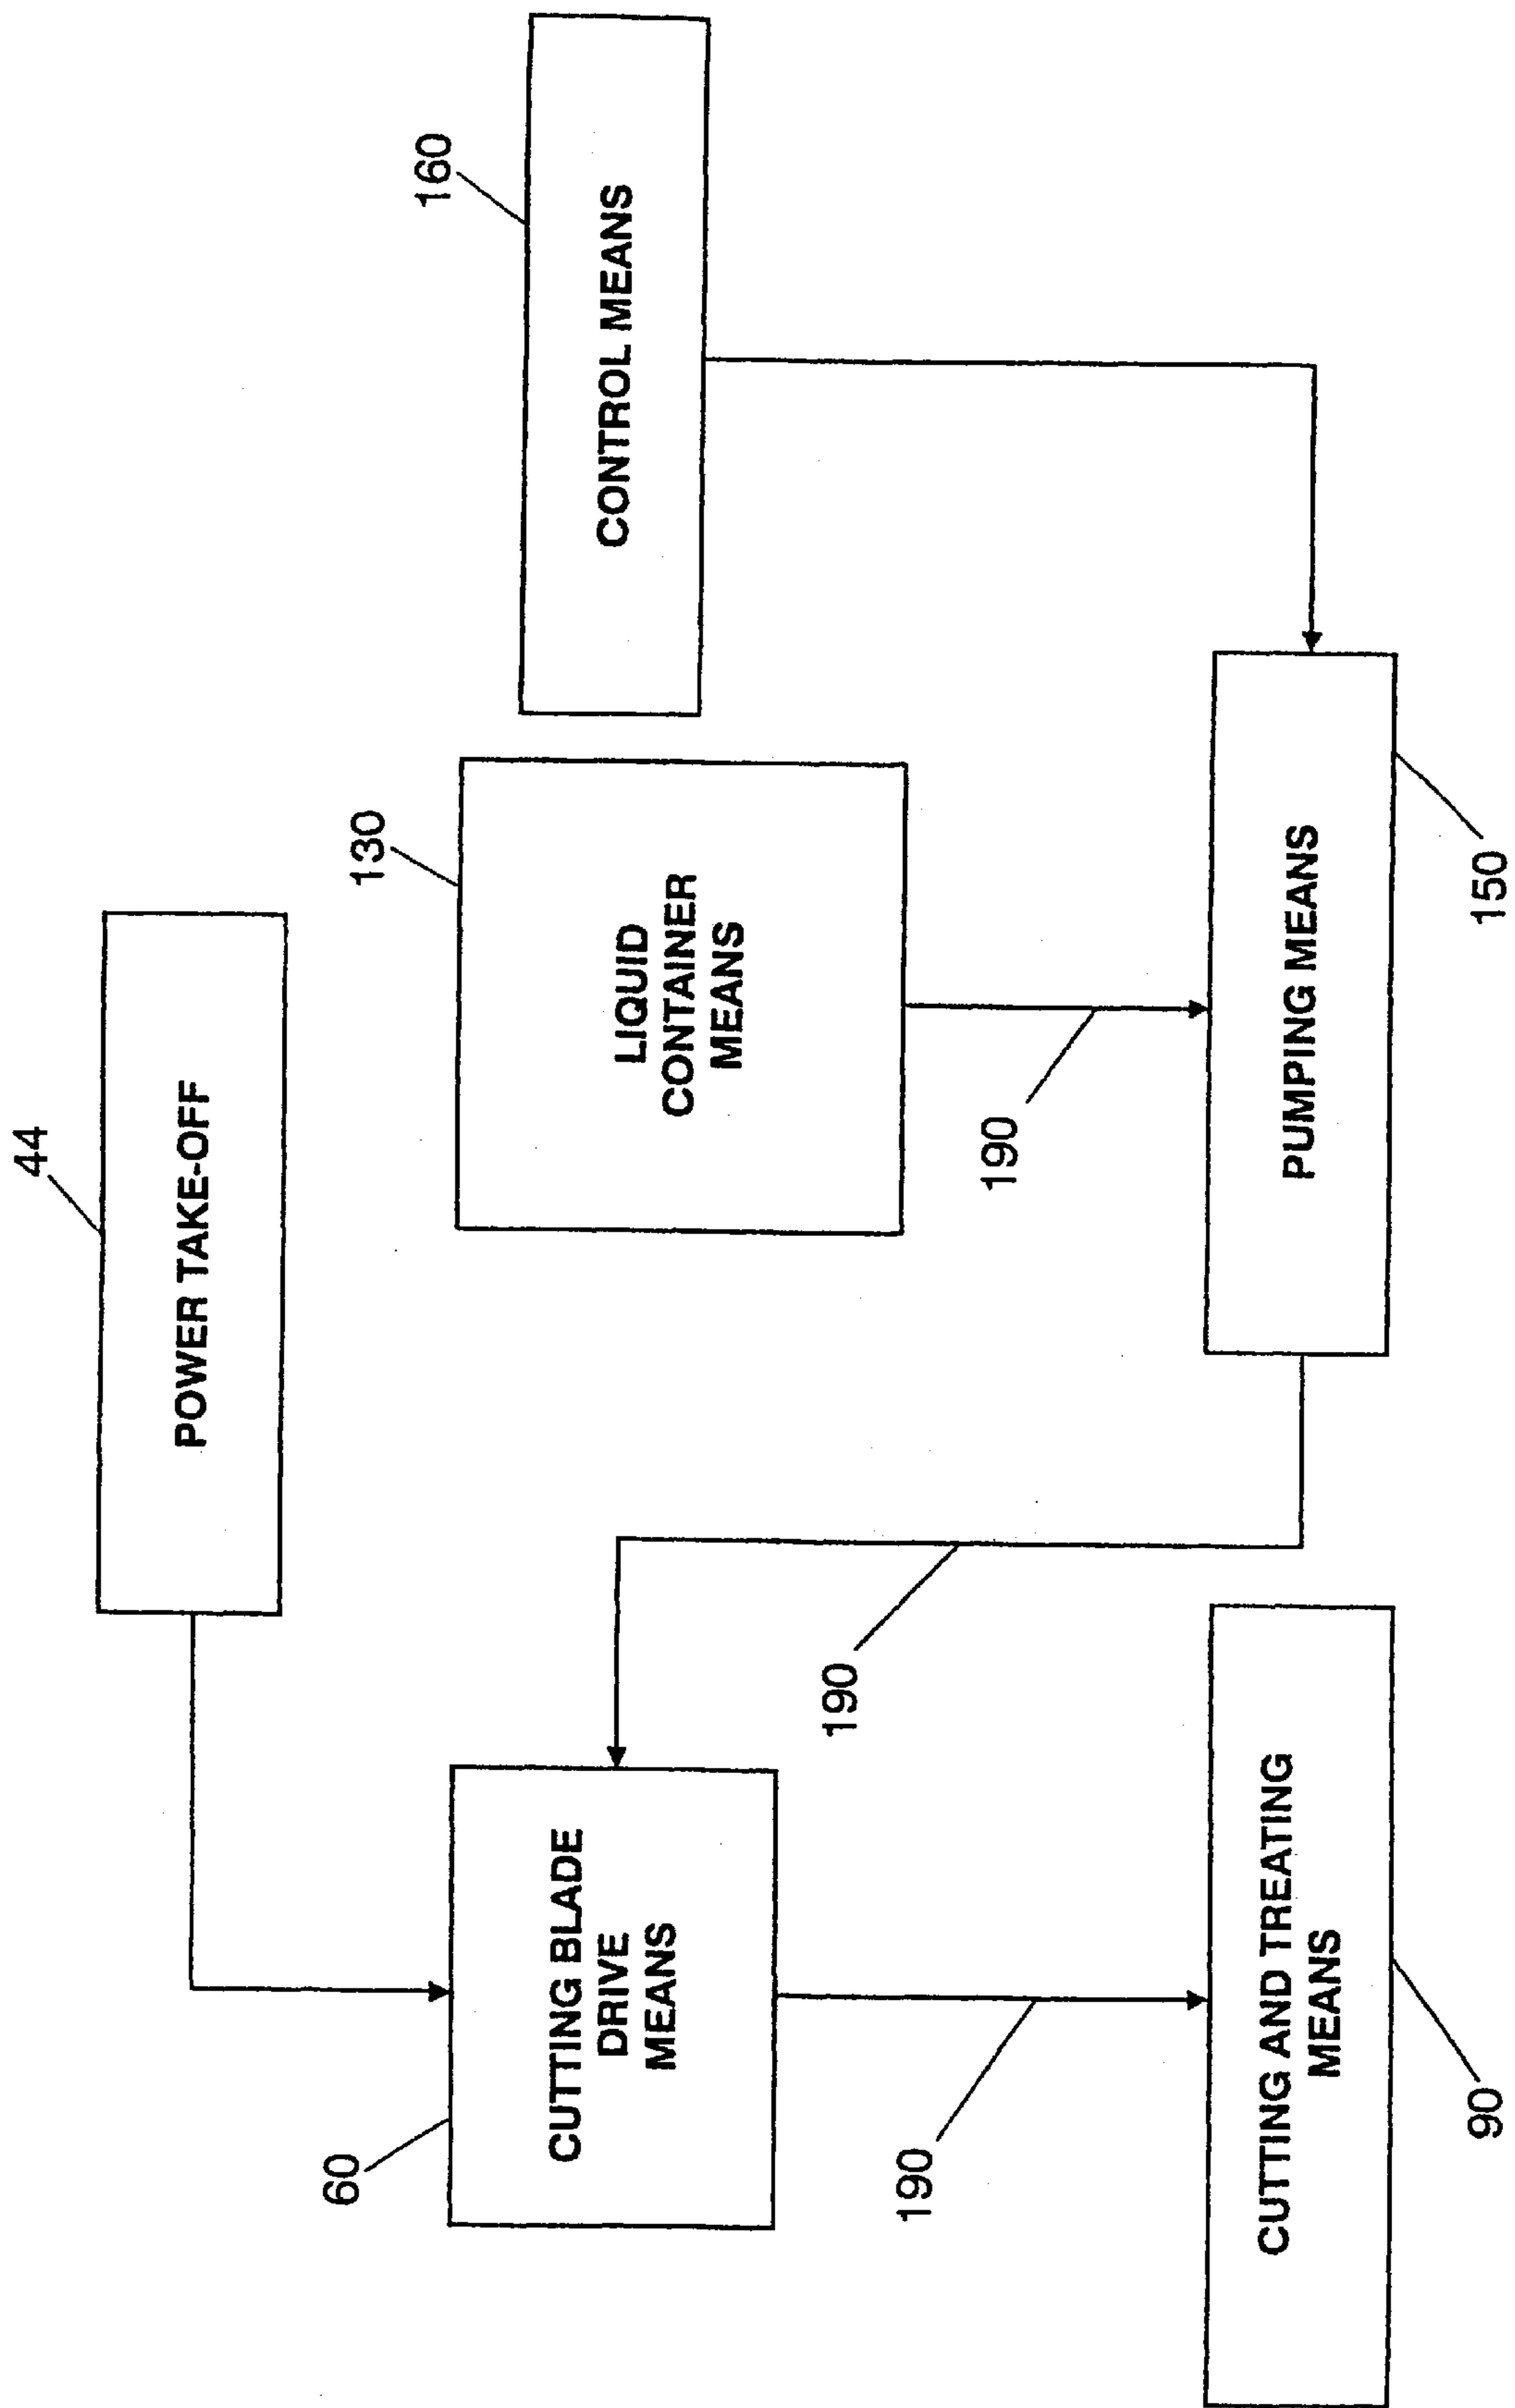 44
POWER TAKE-OFF
60
CUTTING BLADE
DRIVE
MEANS
130
LIQUID
CONTAINER
MEANS
160
CONTROL MEANS
190
190
190
CUTTING AND TREATING
MEANS
90
PUMPING MEANS
150